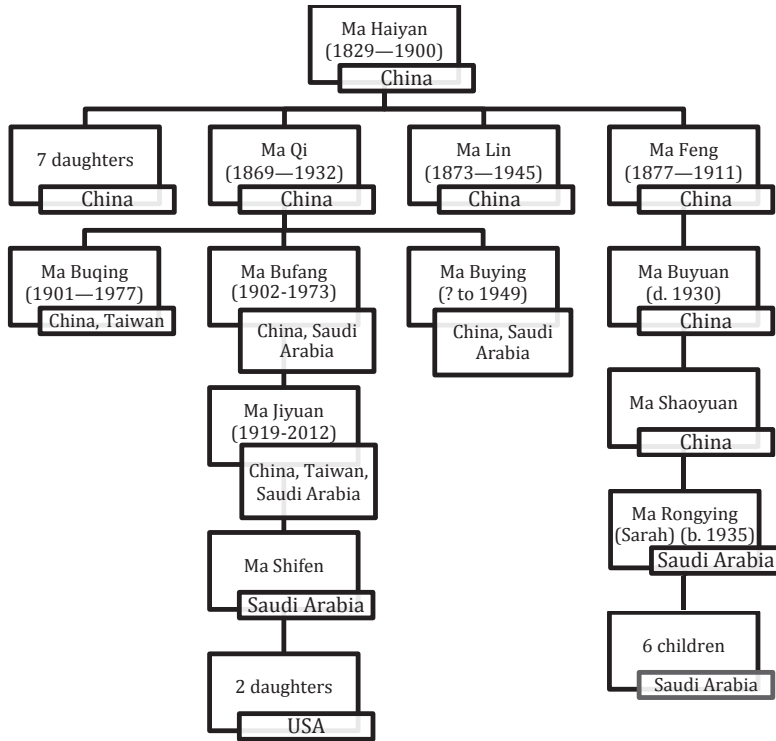 Ma Haiyan
(1829—1900)
China
7 daughters
China
Ma Qi
(1869—1932)
China
Ma Lin
(1873—1945)
China
Ma Feng
(1877—1911)
China
Ma Buqing
(1901—1977)
China, Taiwan
Ma Bufang
(1902-1973)
China, Saudi
Arabia
Ma Buying
(? to 1949)
China, Saudi
Arabia
Ma Buyuan
(d. 1930)
China
Ma Jiyuan
(1919-2012)
China, Taiwan,
Saudi Arabia
Ma Shaoyuan
China
Ma Shifen
Saudi Arabia
Ma Rongying
(Sarah) (b. 1935)
Saudi Arabia
2 daughters
USA
6 children
Saudi Arabia